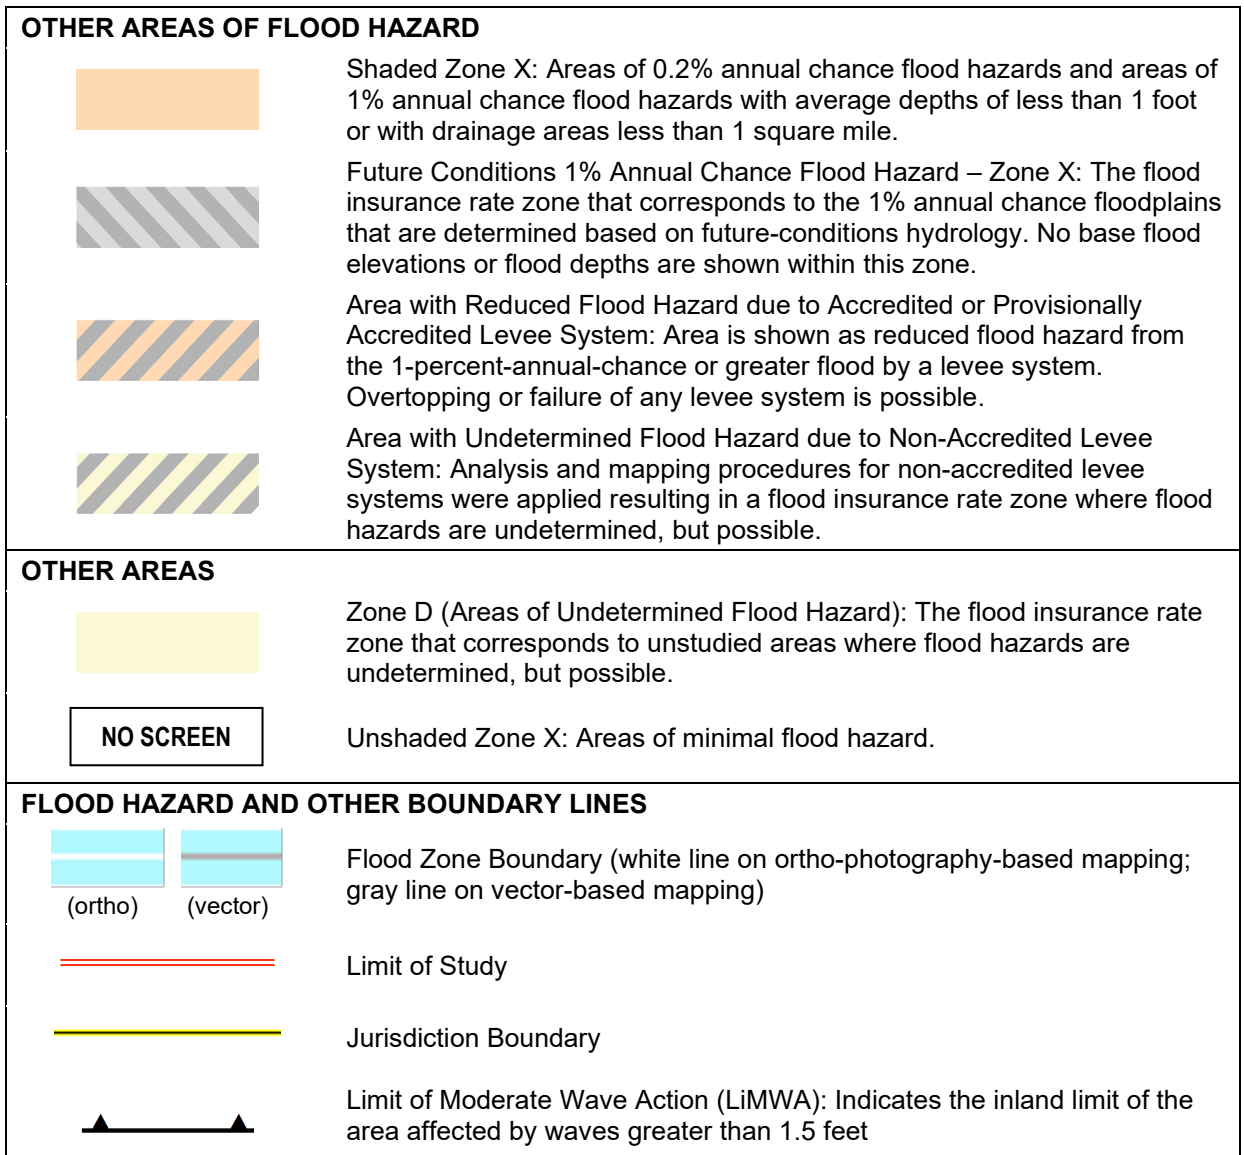 OTHER AREAS OF FLOOD HAZARD
Shaded Zone X: Areas of 0.2% annual chance flood hazards and areas of
1% annual chance flood hazards with average depths of less than 1 foot
or with drainage areas less than 1 square mile.
Future Conditions 1% Annual Chance Flood Hazard – Zone X: The flood
insurance rate zone that corresponds to the 1% annual chance floodplains
that are determined based on future-conditions hydrology. No base flood
elevations or flood depths are shown within this zone.
Area with Reduced Flood Hazard due to Accredited or Provisionally
Accredited Levee System: Area is shown as reduced flood hazard from
the 1-percent-annual-chance or greater flood by a levee system.
Overtopping or failure of any levee system is possible.
Area with Undetermined Flood Hazard due to Non-Accredited Levee
System: Analysis and mapping procedures for non-accredited levee
systems were applied resulting in a flood insurance rate zone where flood
hazards are undetermined, but possible.
OTHER AREAS
Zone D (Areas of Undetermined Flood Hazard): The flood insurance rate
zone that corresponds to unstudied areas where flood hazards are
undetermined, but possible.
NO SCREEN
Unshaded Zone X: Areas of minimal flood hazard.
FLOOD HAZARD AND OTHER BOUNDARY LINES
(ortho) (vector)
Flood Zone Boundary (white line on ortho-photography-based mapping;
gray line on vector-based mapping)
Limit of Study
Jurisdiction Boundary
Limit of Moderate Wave Action (LiMWA): Indicates the inland limit of the
area affected by waves greater than 1.5 feet